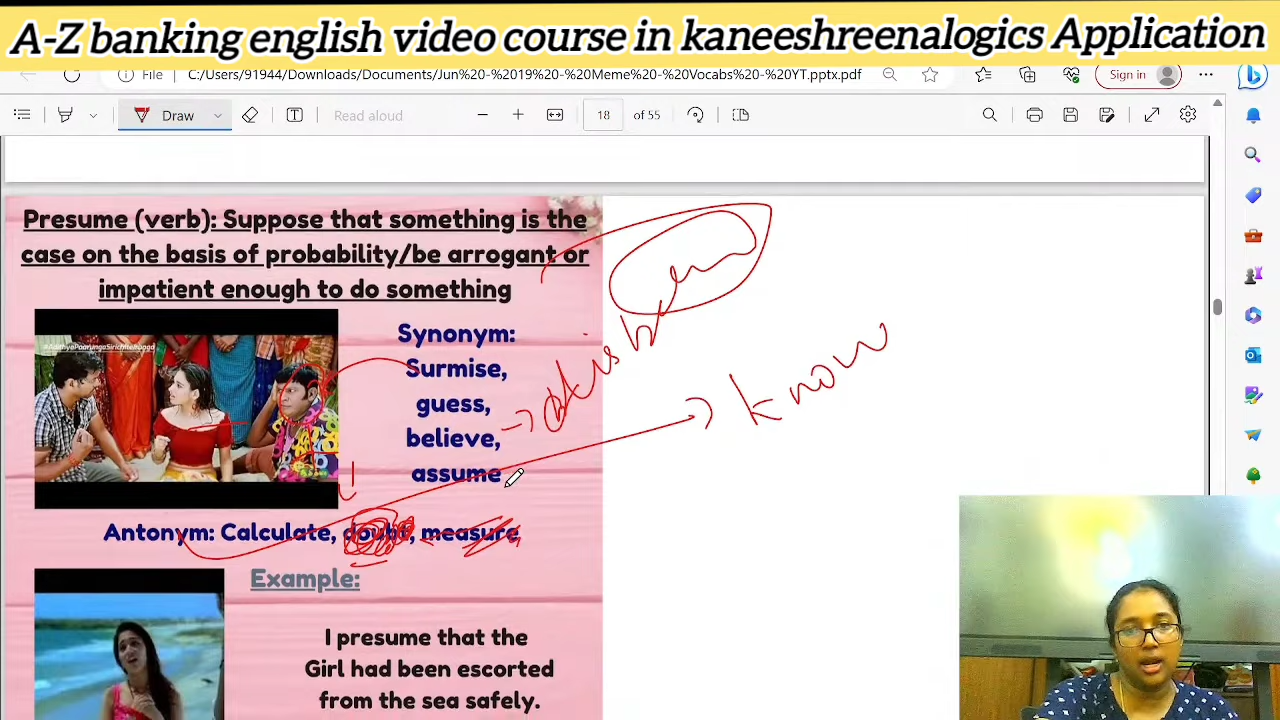 A-Z banking english video course in kaneeshreenalogics Application
File C:/Users/91944/Downloads/Documents/Jun%20-%2019%20-%20Meme%20-%20Vocabs%20-%20YT.pptx.pdf Sign in
Draw Read aloud 18 of 55
Presume (verb): Suppose that something is the
case on the basis of probability/be arrogant or
impatient enough to do something
Synonym:
Surmise,
guess,
believe,
assume
know
Antonym: Calculate, doubt, measure,
Example:
I presume that the
Girl had been escorted
from the sea safely.